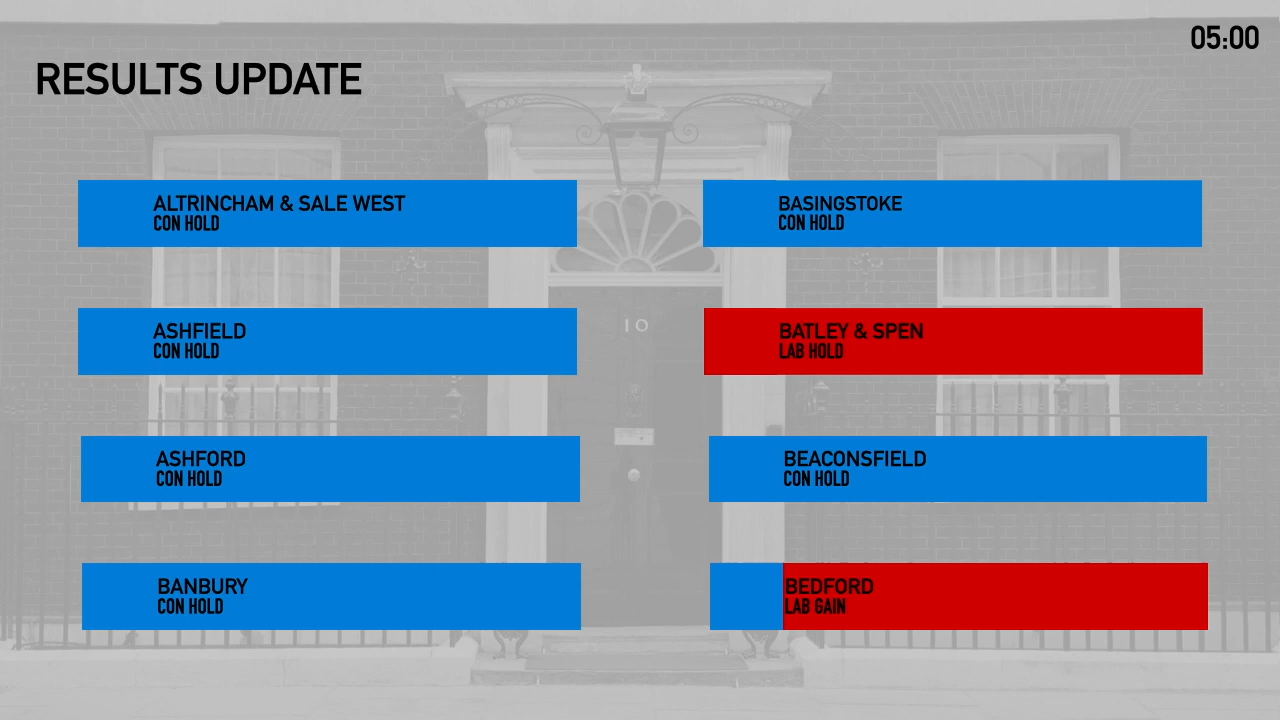 05:00
RESULTS UPDATE
ALTRINCHAM & SALE WEST
CON HOLD
ASHFIELD
CON HOLD
ASHFORD
CON HOLD
BANBURY
CON HOLD
BASINGSTOKE
CON HOLD
BATLEY & SPEN
LAB HOLD
BEACONSFIELD
CON HOLD
BEDFORD
LAB GAIN
10